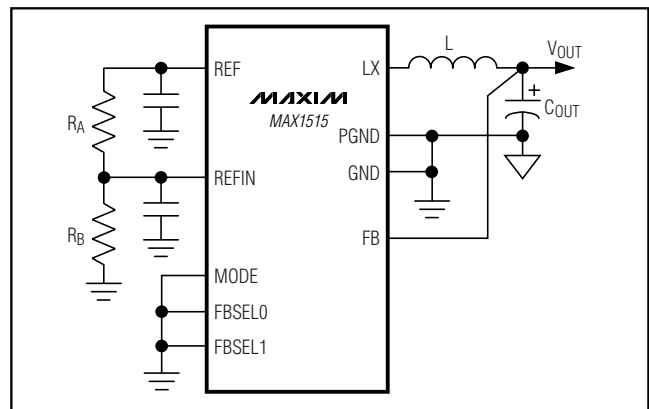 REF
LX
L
VOUT
MAXIM
MAX1515
+
COUT
RA
PGND
REFIN
GND
RB
FB
MODE
FBSEL0
FBSEL1